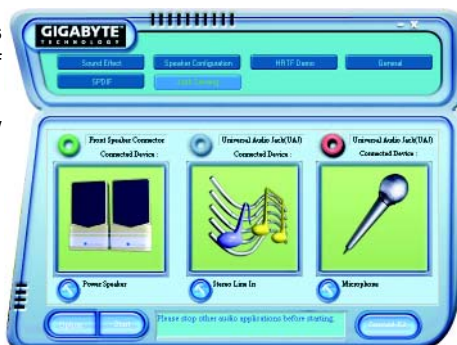 GIGABYTE
TECHNOLOGY
Sound Effect
Speaker Configuration
HRTF Demo
General
SPDIF
Front Speaker Connector
Connected Device :
Universal Audio Jack(UAJ)
Connected Device :
Universal Audio Jack(UAJ)
Connected Device :
Power Speaker
Stereo Line In
Microphone
Option
Start
Please stop other audio applications before starting.